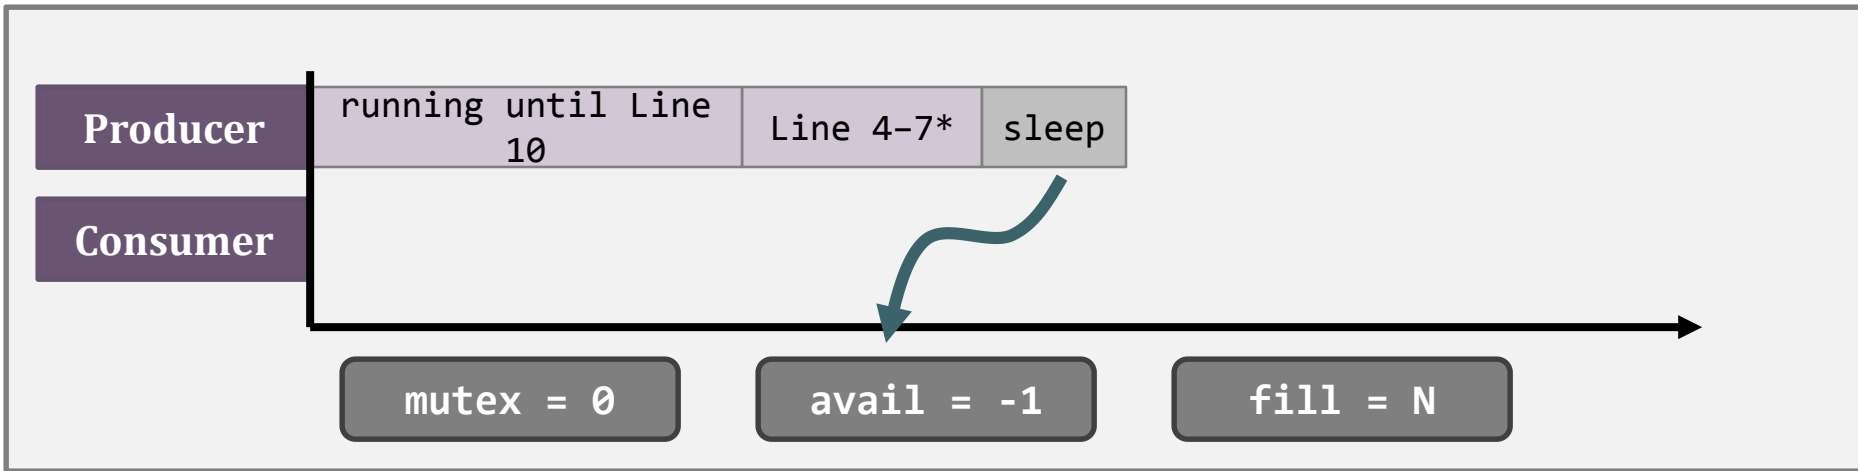 Producer
running until Line
10
Line 4–7*
sleep
Consumer
mutex = 0
avail = -1
fill = N